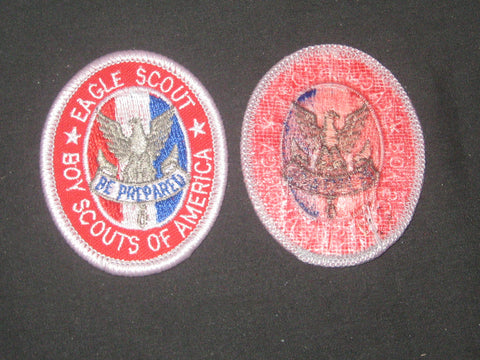 EAGLE SCOUT
BE PREPARED
BOY SCOUTS OF AMERICA